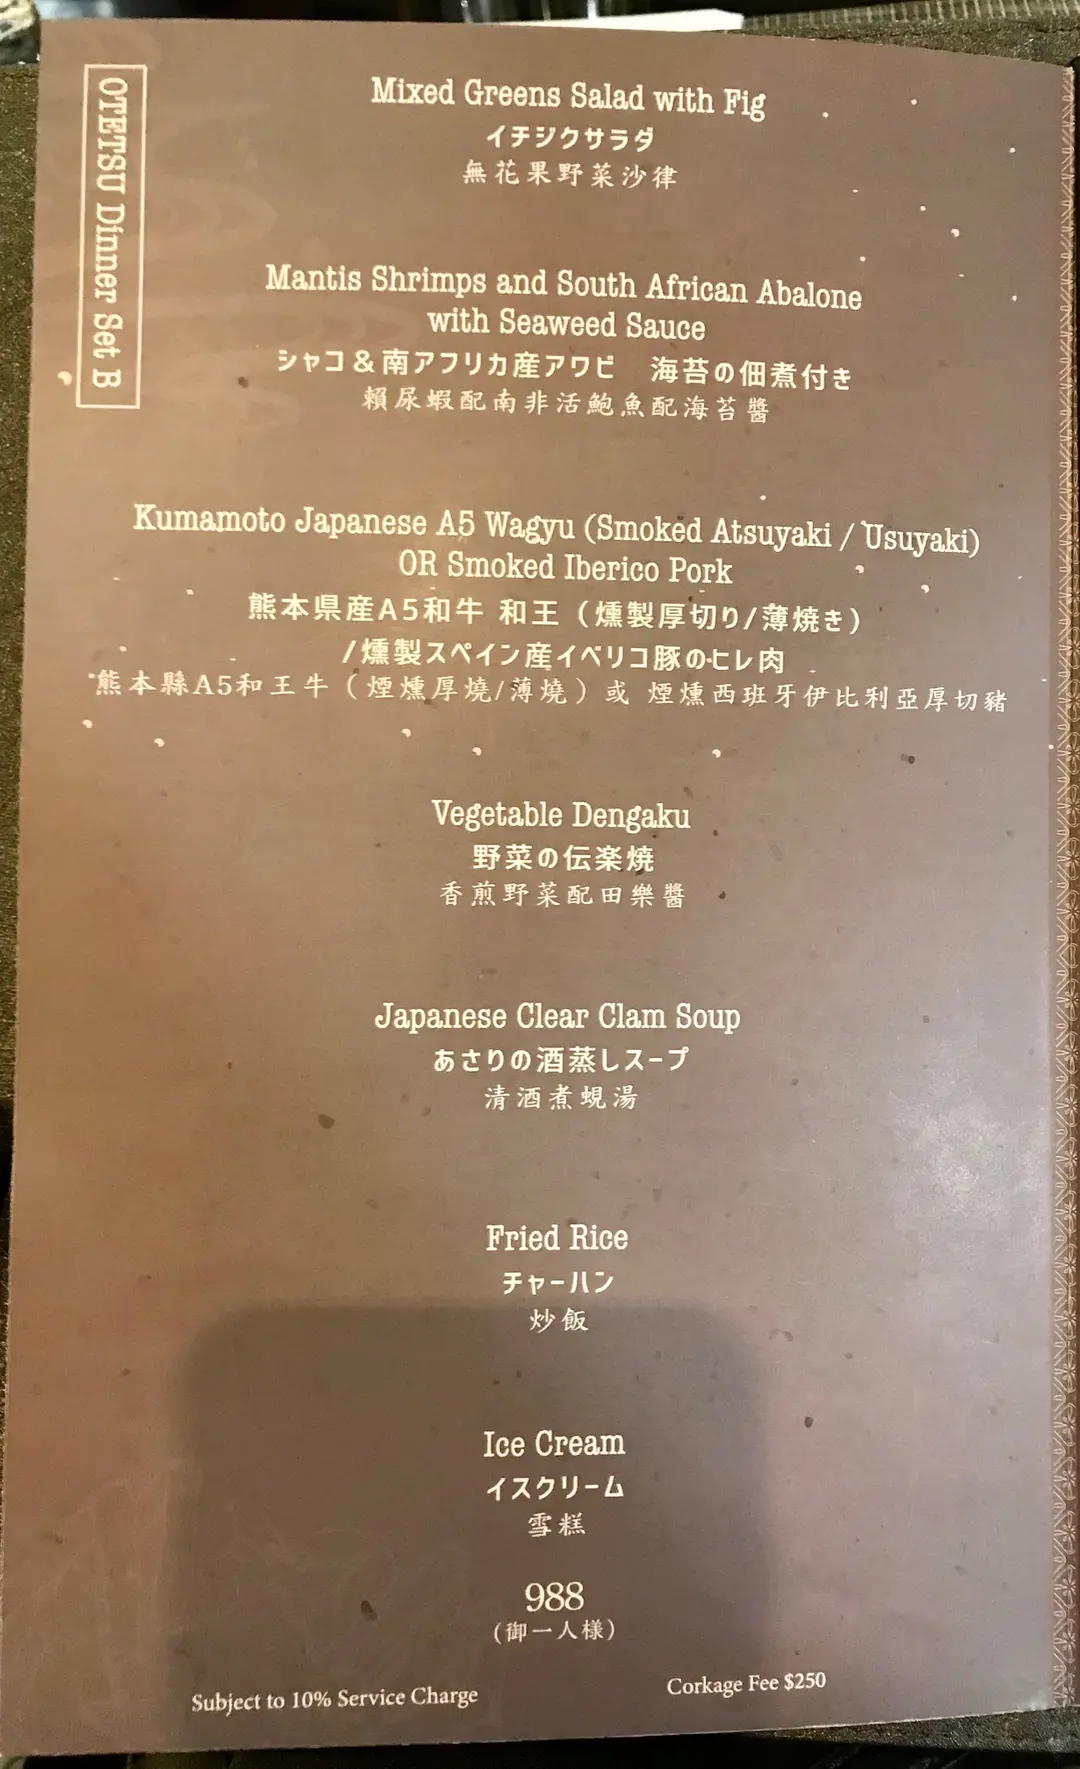 OTETSU Dinner Set B
Mixed Greens Salad with Fig
イチジクサラダ
無花果野菜沙律
Mantis Shrimps and South African Abalone
with Seaweed Sauce
シャコ＆南アフリカ産アワビ　海苔の佃煮付き
賴尿蝦配南非活鮑魚配海苔醬
Kumamoto Japanese A5 Wagyu (Smoked Atsuyaki / Usuyaki)
OR Smoked Iberico Pork
熊本県産A5和牛 和王（燻製厚切り/薄焼き）
/燻製スペイン産イベリコ豚のヒレ肉
熊本縣A5和王牛（煙燻厚燒/薄燒）或 煙燻西班牙伊比利亞厚切豬
Vegetable Dengaku
野菜の伝楽焼
香煎野菜配田樂醬
Japanese Clear Clam Soup
あさりの酒蒸しスープ
清酒煮蜆湯
Fried Rice
チャーハン
炒飯
Ice Cream
イスクリーム
雪糕
988
（御一人様）
Subject to 10% Service Charge
Corkage Fee $250